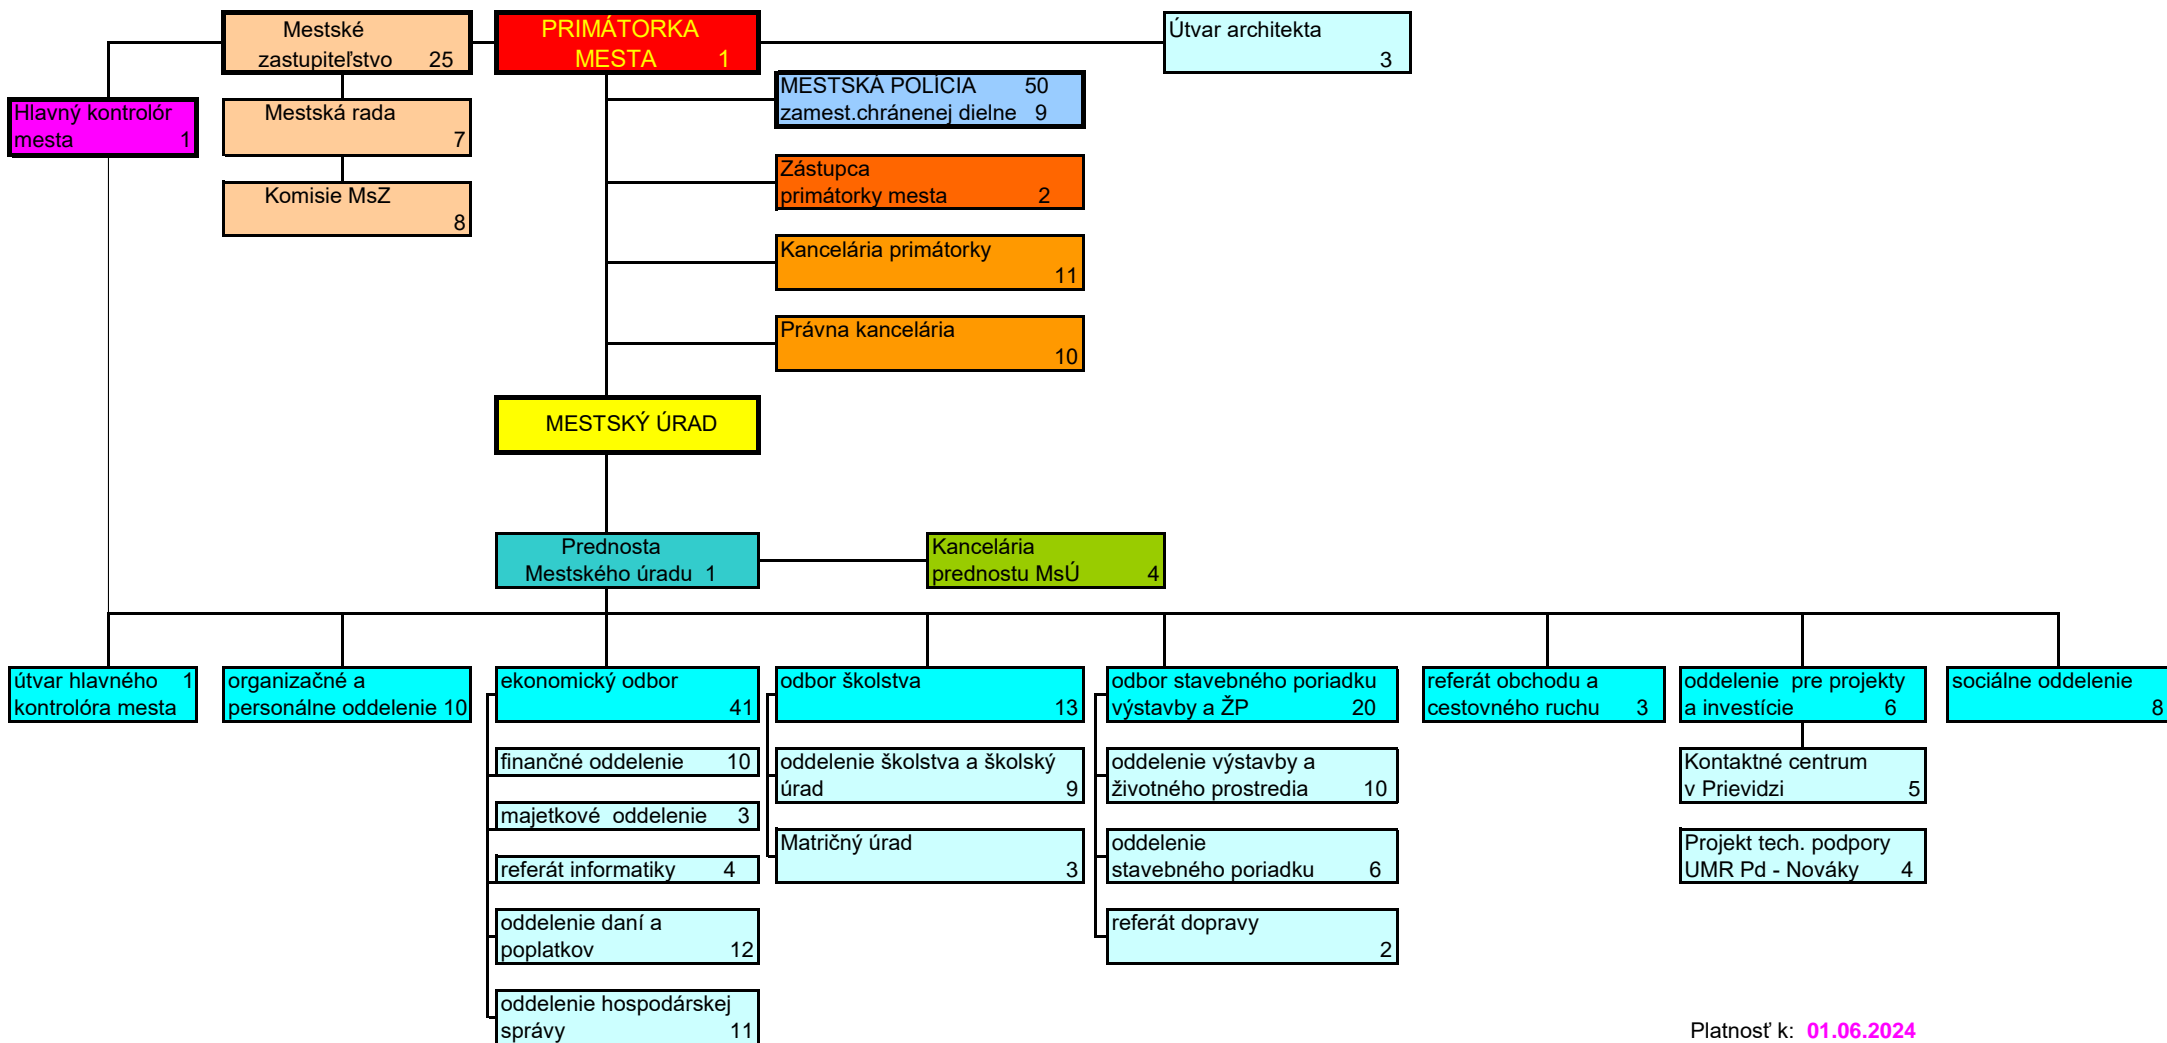 Mestské
zastupiteľstvo 25
PRIMÁTORKA
MESTA 1
Útvar architekta
3
Hlavný kontrolór
mesta 1
Mestská rada
7
Komisie MsZ
8
MESTSKÁ POLÍCIA 50
zamest.chránenej dielne 9
Zástupca
primátorky mesta 2
Kancelária primátorky
11
Právna kancelária
10
MESTSKÝ ÚRAD
Prednosta
Mestského úradu 1
Kancelária
prednostu MsÚ 4
útvar hlavného 1
kontrolóra mesta
organizačné a
personálne oddelenie 10
ekonomický odbor
41
odbor školstva
13
odbor stavebného poriadku
výstavby a ŽP 20
referát obchodu a
cestovného ruchu 3
oddelenie pre projekty
a investície 6
sociálne oddelenie
8
finančné oddelenie 10
majetkové oddelenie 3
referát informatiky 4
oddelenie daní a
poplatkov 12
oddelenie hospodárskej
správy 11
oddelenie školstva a školský
úrad 9
Matričný úrad
3
oddelenie výstavby a
životného prostredia 10
oddelenie
stavebného poriadku 6
referát dopravy
2
Kontaktné centrum
v Prievidzi 5
Projekt tech. podpory
UMR Pd - Nováky 4
Platnosť k: 01.06.2024